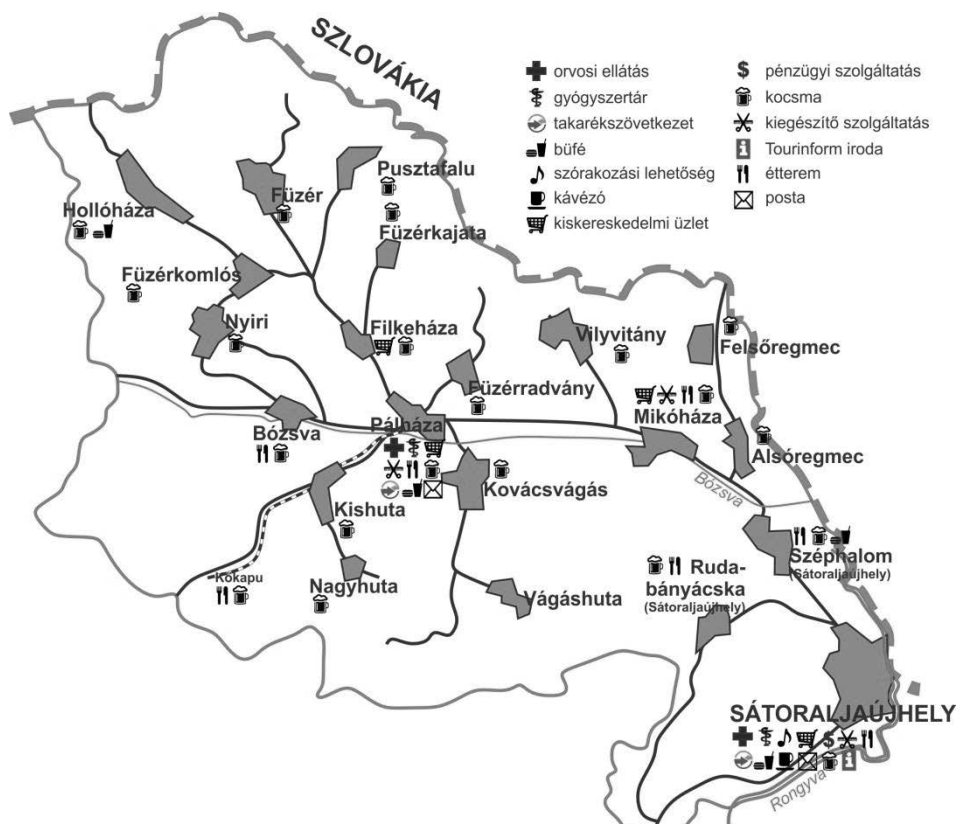 SZLOVÁKIA
orvosi ellátás
gyógyszertár
takarékszövetkezet
büfé
szórakozási lehetőség
kávézó
kiskereskedelmi üzlet
$ pénzügyi szolgáltatás
kocsma
kiegészítő szolgáltatás
i Tourinform iroda
étterem
posta
Pusztafalu
Füzér
Hollóháza
Füzérkajata
Füzérkomlós
Nyiri
Filkeháza
Vilyvitány
Felsőregmec
Füzérradvány
Mikóháza
Pálháza
Bózsva
Alsóregmec
Kovácsvágás
Bózsva
Kishuta
Széphalom
(Sátoraljaújhely)
Kőkapu
Nagyhuta
Vágáshuta
Ruda-
bányácska
(Sátoraljaújhely)
SÁTORALJAÚJHELY
$
i
Rongyva